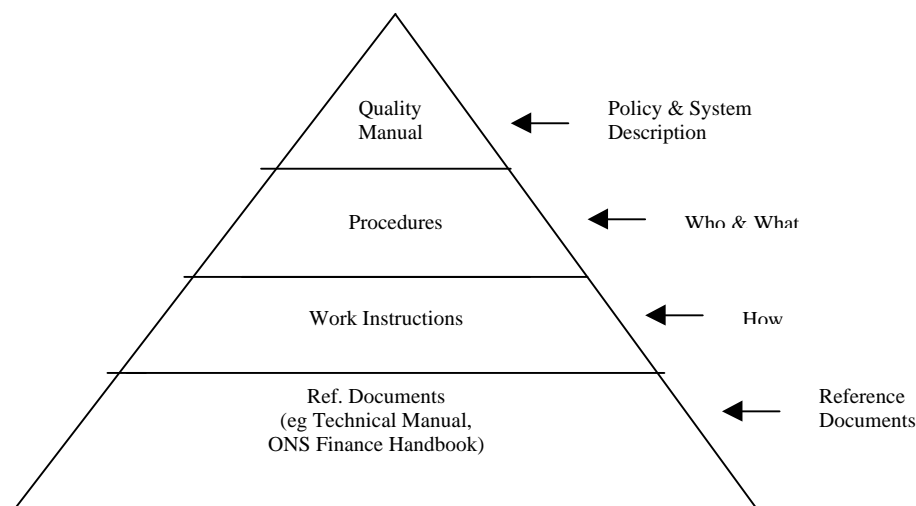 Quality
Manual
Policy & System
Description
Procedures
Who & What
Work Instructions
How
Ref. Documents
(eg Technical Manual,
ONS Finance Handbook)
Reference
Documents